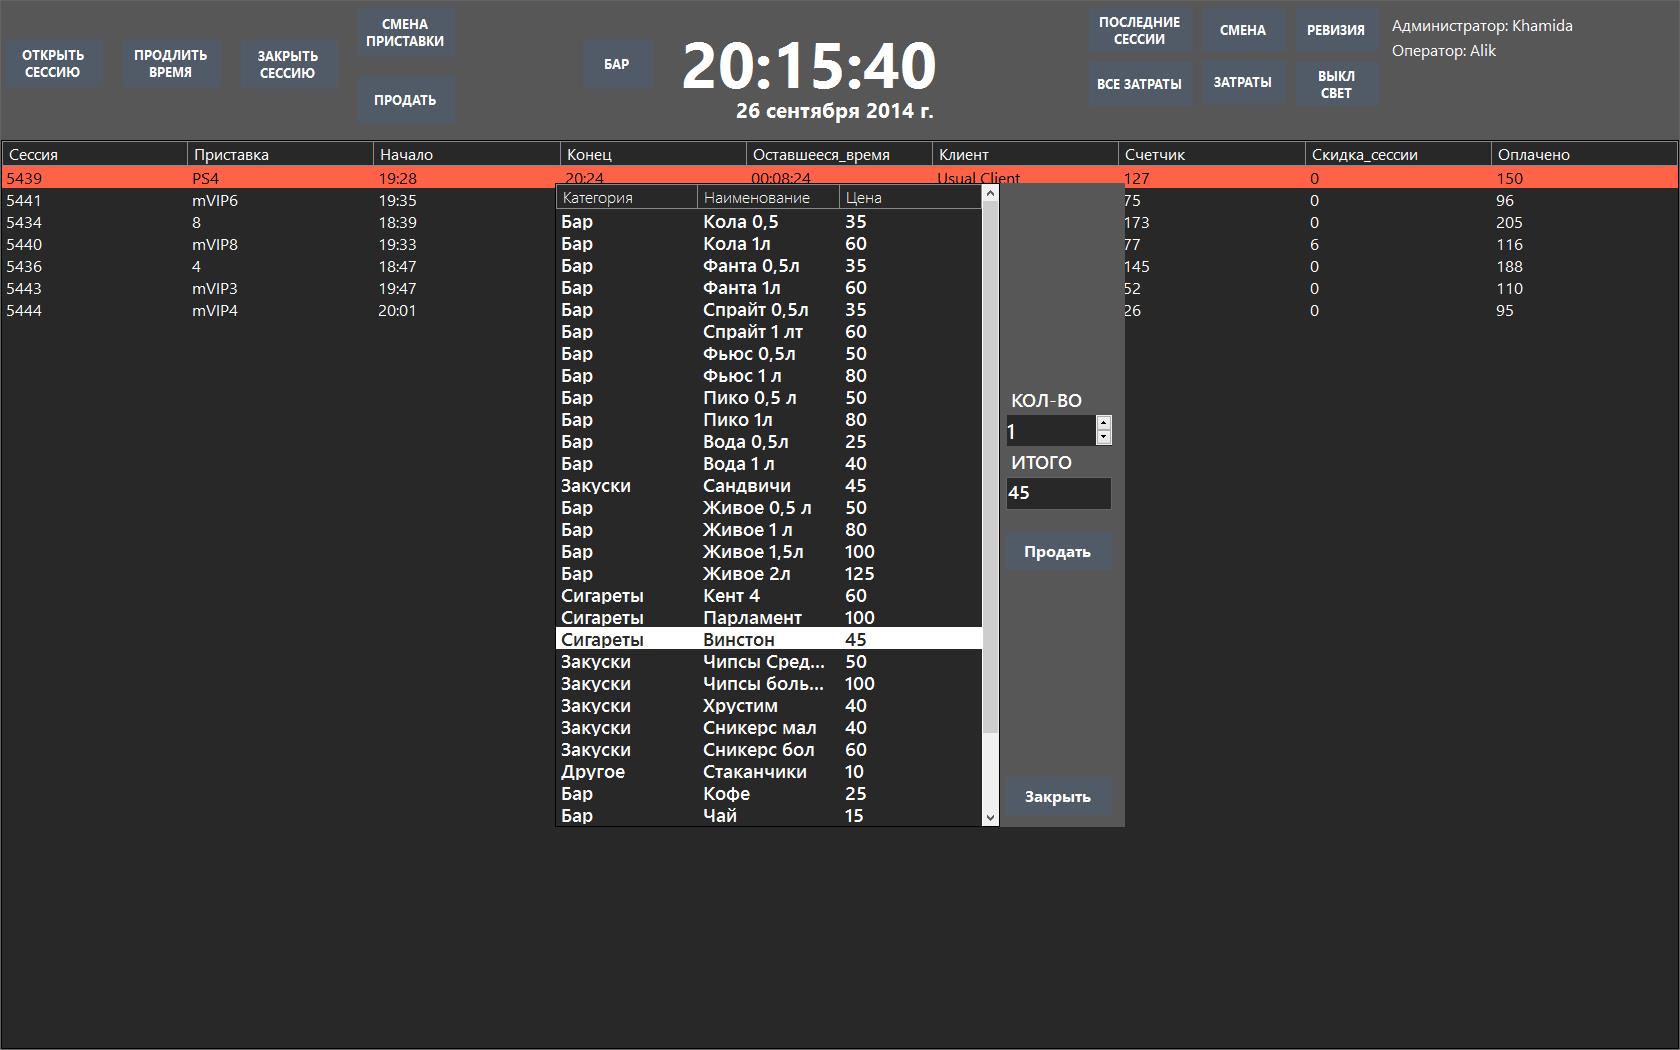 ОТКРЫТЬ
СЕССИЮ
ПРОДЛИТЬ
ВРЕМЯ
ЗАКРЫТЬ
СЕССИЮ
СМЕНА
ПРИСТАВКИ
ПРОДАТЬ
БАР
20:15:40
26 сентября 2014 г.
ПОСЛЕДНИЕ
СЕССИИ
СМЕНА
РЕВИЗИЯ
ВСЕ ЗАТРАТЫ
ЗАТРАТЫ
ВЫКЛ
СВЕТ
Администратор: Khamida
Оператор: Alik
Сессия Приставка Начало Конец Оставшееся_время Клиент Счетчик Скидка_сессии Оплачено
5439 PS4 19:28 20:24 00:08:24 Usual Client 127 0 150
5441 mVIP6 19:35 75 0 96
5434 8 18:39 173 0 205
5440 mVIP8 19:33 77 6 116
5436 4 18:47 145 0 188
5443 mVIP3 19:47 52 0 110
5444 mVIP4 20:01 26 0 95
Категория Наименование Цена
Бар Кола 0,5 35
Бар Кола 1л 60
Бар Фанта 0,5л 35
Бар Фанта 1л 60
Бар Спрайт 0,5л 35
Бар Спрайт 1 лт 60
Бар Фьюс 0,5л 50
Бар Фьюс 1 л 80
Бар Пико 0,5 л 50
Бар Пико 1л 80
Бар Вода 0,5л 25
Бар Вода 1 л 40
Закуски Сандвичи 45
Бар Живое 0,5 л 50
Бар Живое 1 л 80
Бар Живое 1,5л 100
Бар Живое 2л 125
Сигареты Кент 4 60
Сигареты Парламент 100
Сигареты Винстон 45
Закуски Чипсы Сред... 50
Закуски Чипсы боль... 100
Закуски Хрустим 40
Закуски Сникерс мал 40
Закуски Сникерс бол 60
Другое Стаканчики 10
Бар Кофе 25
Бар Чай 15
КОЛ-ВО
1
ИТОГО
45
Продать
Закрыть